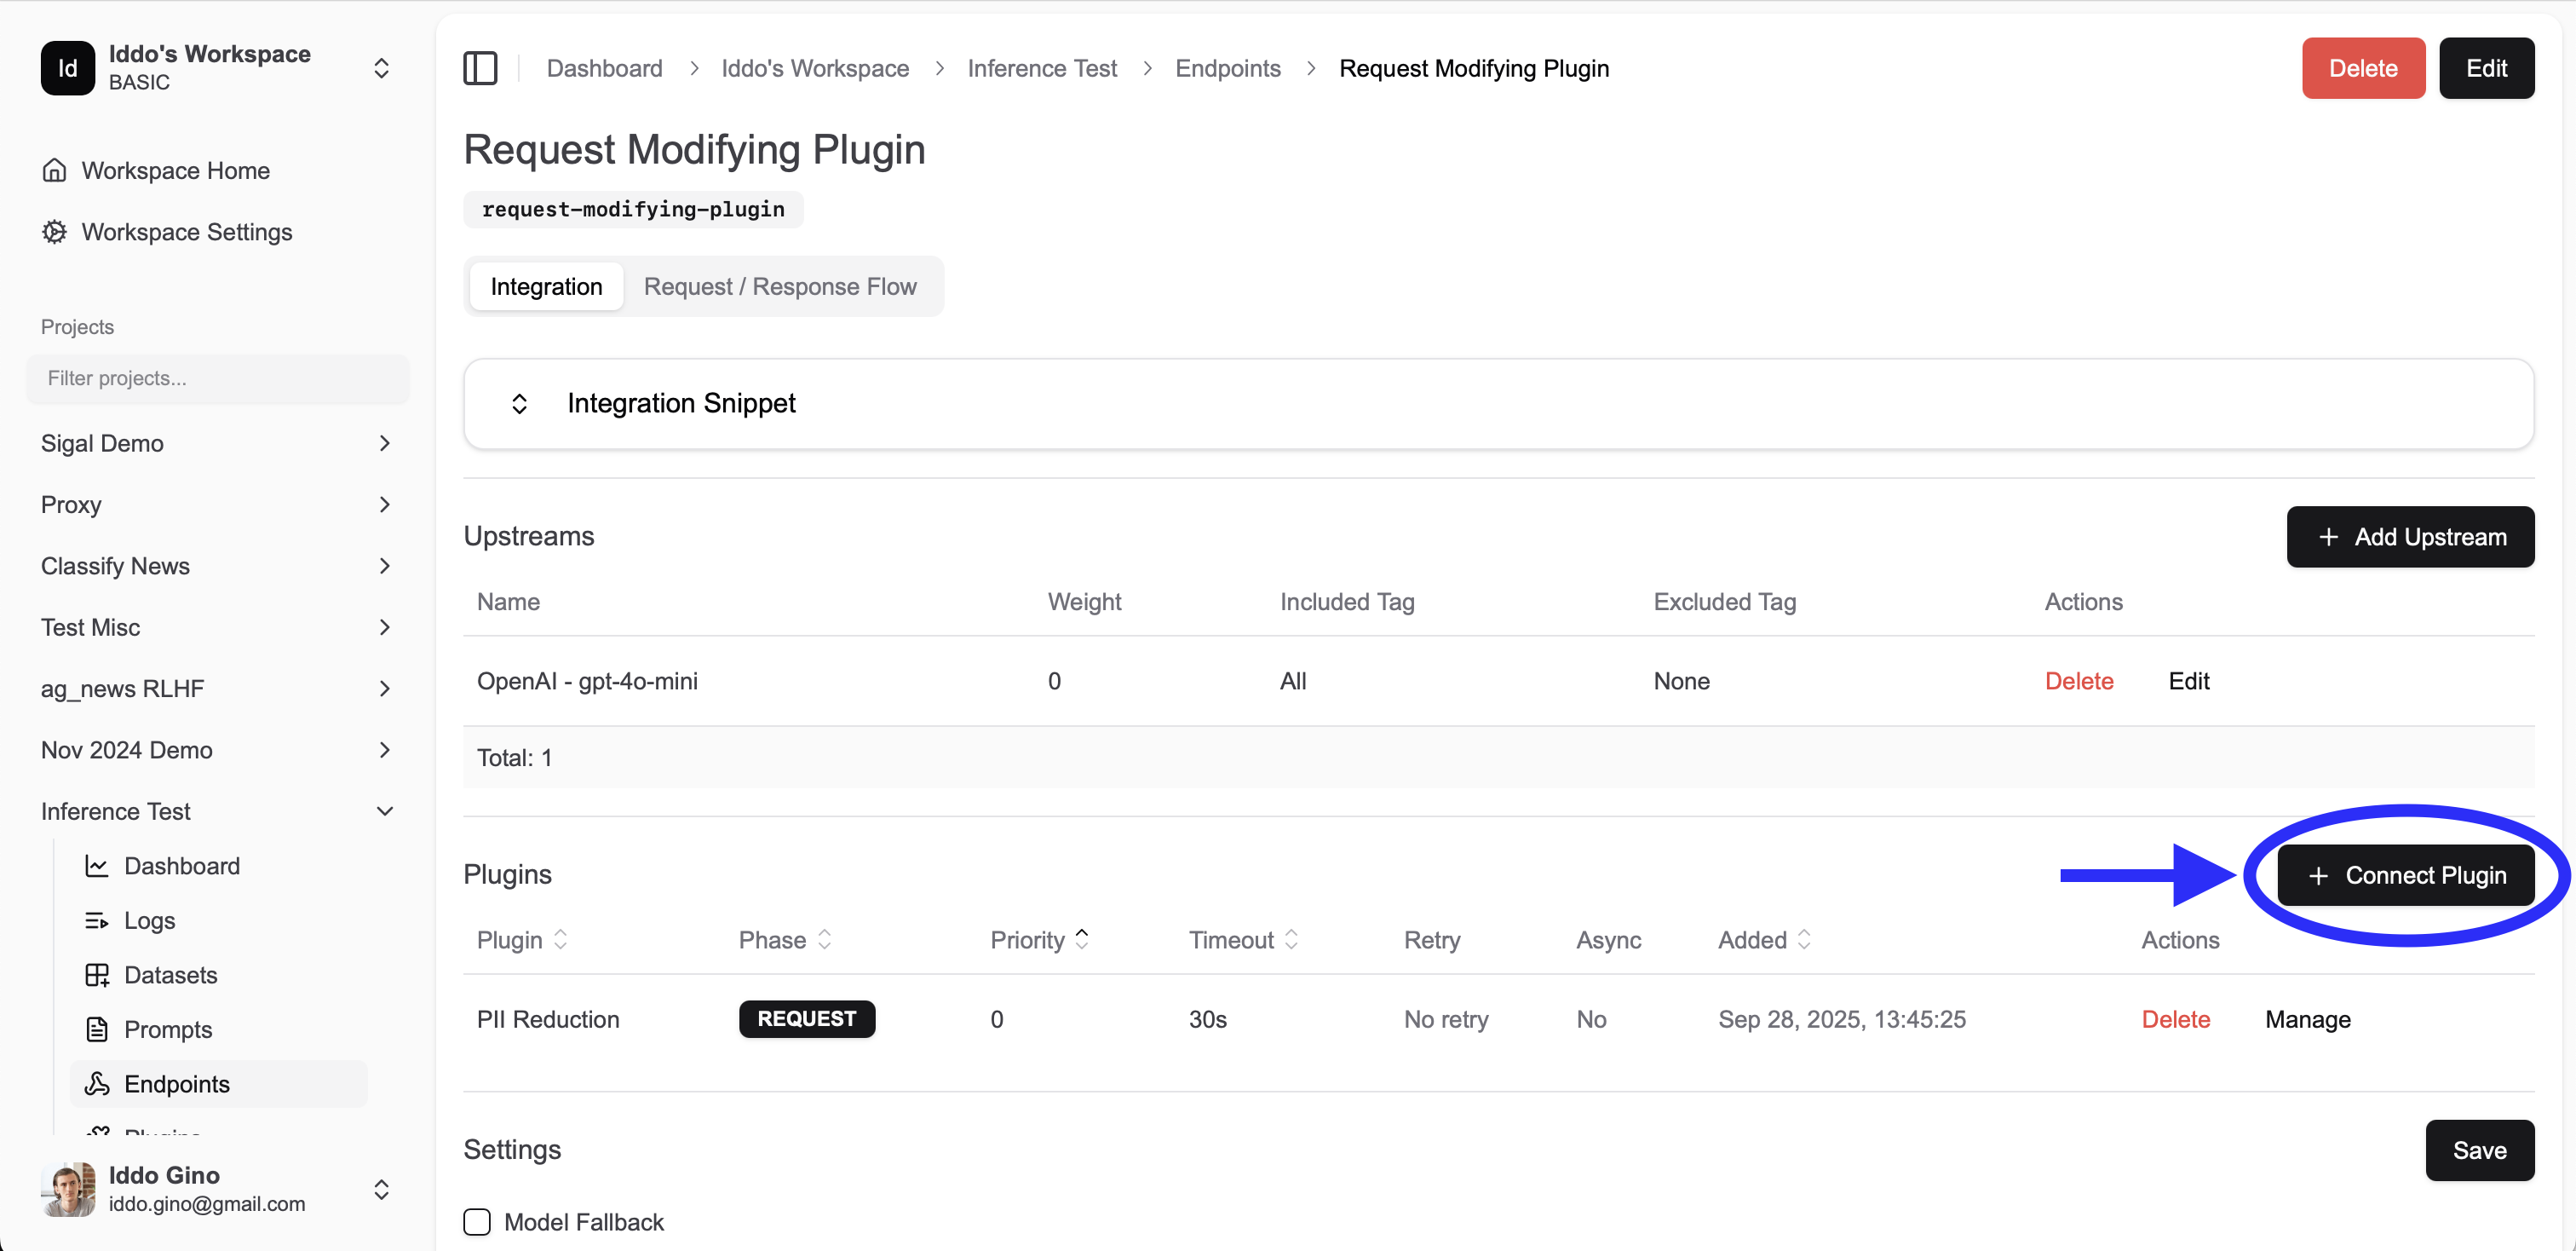 Id
Iddo's Workspace
BASIC
Workspace Home
Workspace Settings
Projects
Filter projects...
Sigal Demo
Proxy
Classify News
Test Misc
ag_news RLHF
Nov 2024 Demo
Inference Test
Dashboard
Logs
Datasets
Prompts
Endpoints
Plugins
Iddo Gino
iddo.gino@gmail.com
Dashboard > Iddo's Workspace > Inference Test > Endpoints > Request Modifying Plugin
Delete Edit
Request Modifying Plugin
request-modifying-plugin
Integration Request / Response Flow
Integration Snippet
Upstreams + Add Upstream
Name Weight Included Tag Excluded Tag Actions
OpenAI - gpt-4o-mini 0 All None Delete Edit
Total: 1
Plugins + Connect Plugin
Plugin Phase Priority Timeout Retry Async Added Actions
PII Reduction REQUEST 0 30s No retry No Sep 28, 2025, 13:45:25 Delete Manage
Settings Save
Model Fallback